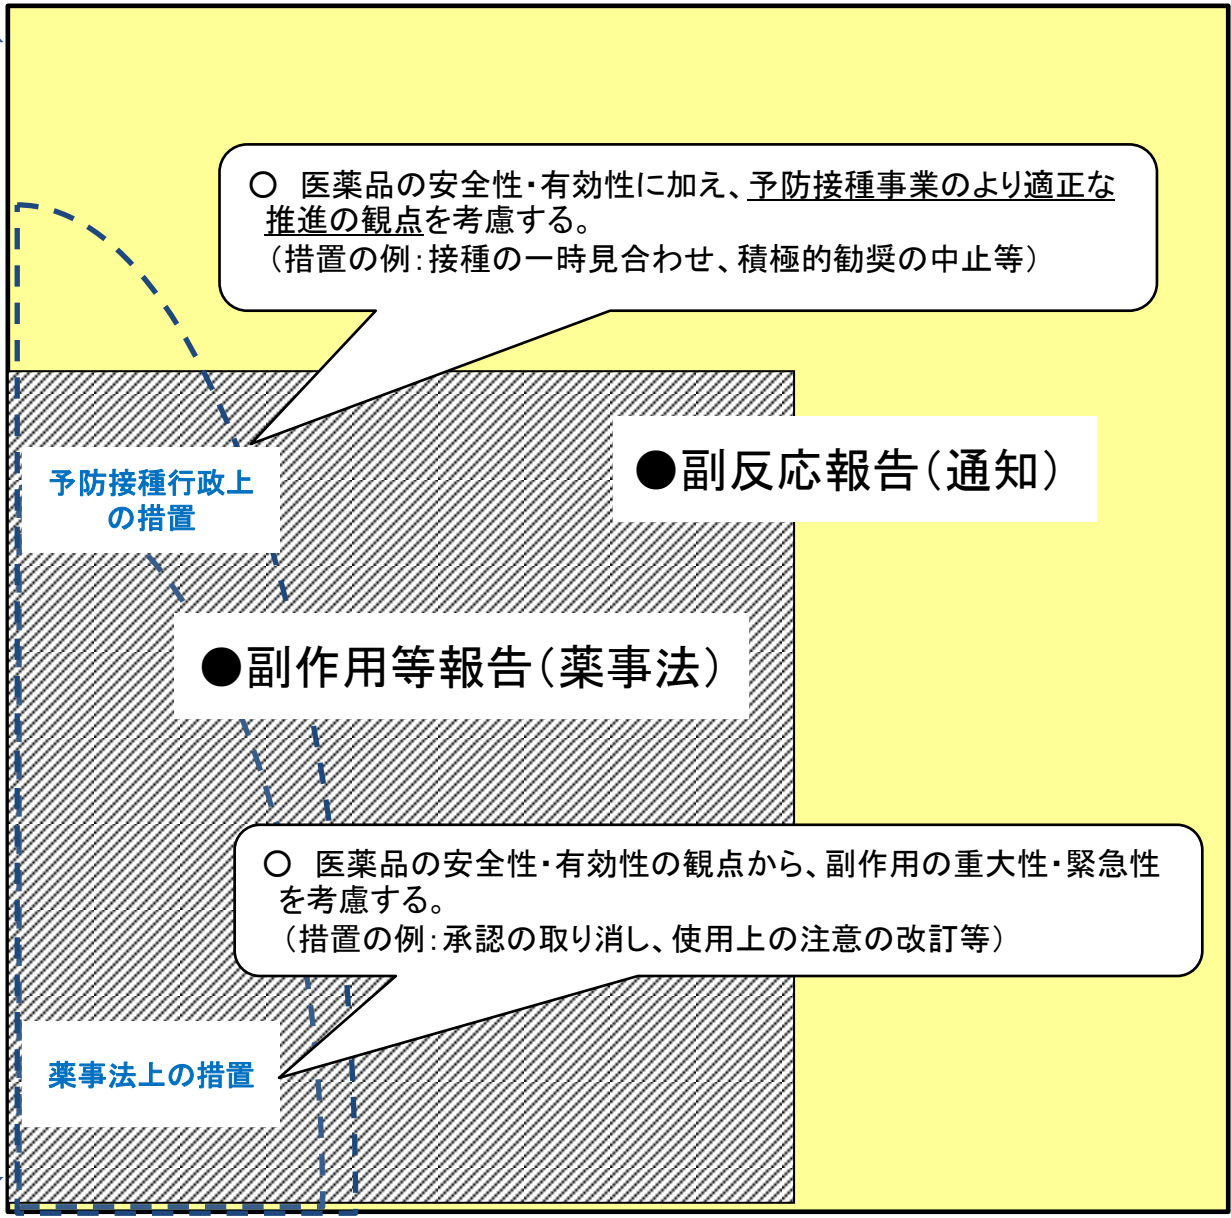 ○　医薬品の安全性・有効性に加え、予防接種事業のより適正な
推進の観点を考慮する。
（措置の例：接種の一時見合わせ、積極的勧奨の中止等）
●副反応報告（通知）
予防接種行政上
の措置
●副作用等報告（薬事法）
○　医薬品の安全性・有効性の観点から、副作用の重大性・緊急性
を考慮する。
（措置の例：承認の取り消し、使用上の注意の改訂等）
薬事法上の措置